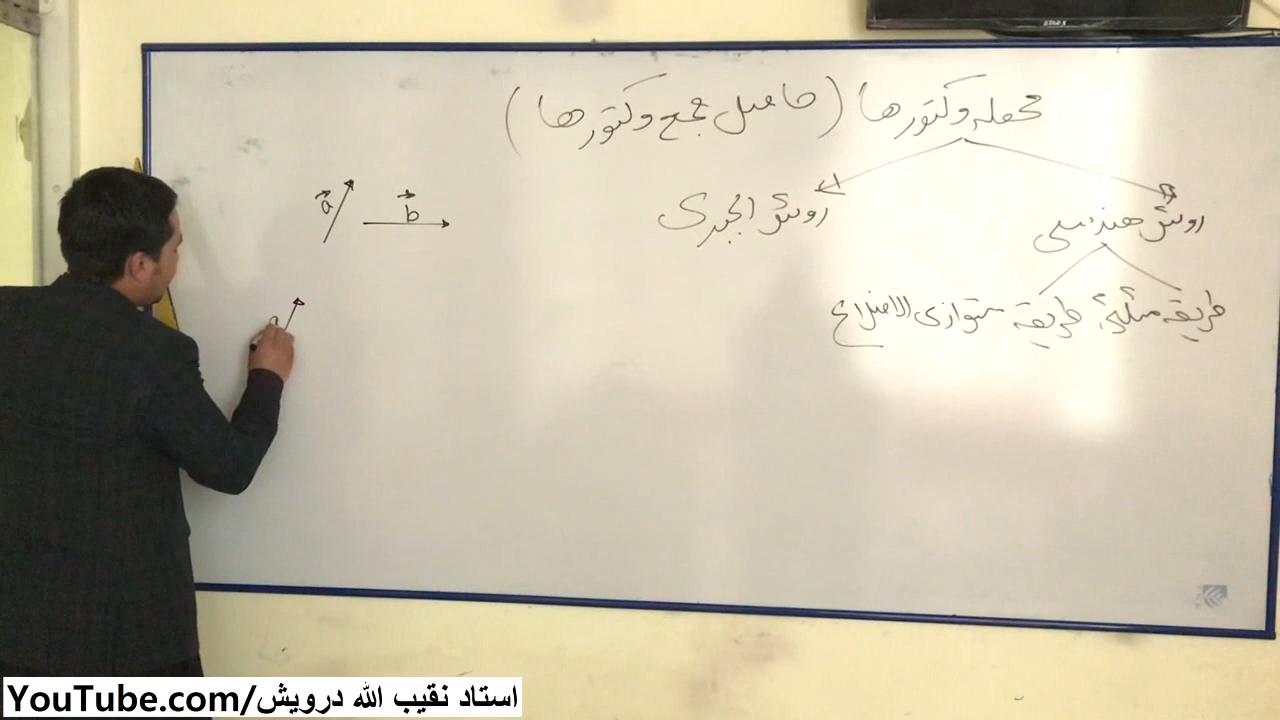 محصله وکتورها (حاصل جمع وکتورها)
روش هندسی
روش الجبری
طریقه مثلثی
طریقه متوازی الاضلاع
a
b
a
YouTube.com/استاد نقیب الله درویش